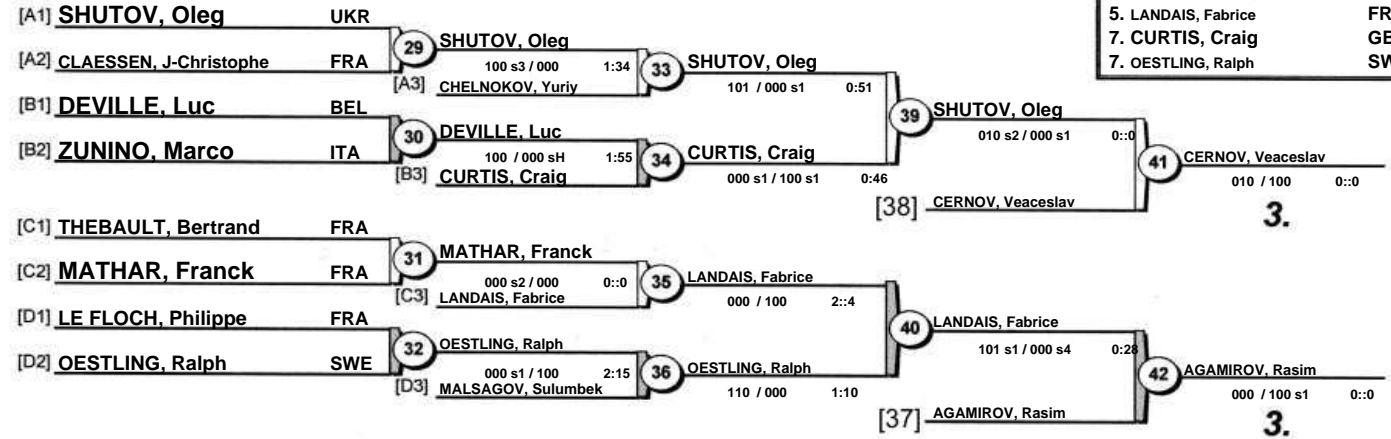 5. LANDAIS, Fabrice FR
7. CURTIS, Craig GE
7. OESTLING, Ralph SW
[A1] SHUTOV, Oleg UKR
[A2] CLAESSEN, J-Christophe FRA
29
SHUTOV, Oleg
100 s3 / 000 1:34
[A3] CHELNOKOV, Yuriy
33
SHUTOV, Oleg
101 / 000 s1 0:51
[B1] DEVILLE, Luc BEL
[B2] ZUNINO, Marco ITA
30
DEVILLE, Luc
100 / 000 sH 1:55
[B3] CURTIS, Craig
34
CURTIS, Craig
000 s1 / 100 s1 0:46
39
SHUTOV, Oleg
010 s2 / 000 s1 0::0
[38] CERNOV, Veaceslav
41
CERNOV, Veaceslav
010 / 100 0::0
3.
[C1] THEBAULT, Bertrand FRA
[C2] MATHAR, Franck FRA
31
MATHAR, Franck
000 s2 / 000 0::0
[C3] LANDAIS, Fabrice
35
LANDAIS, Fabrice
000 / 100 2::4
[D1] LE FLOCH, Philippe FRA
[D2] OESTLING, Ralph SWE
32
OESTLING, Ralph
000 s1 / 100 2:15
[D3] MALSAGOV, Sulumbek
36
OESTLING, Ralph
110 / 000 1:10
40
LANDAIS, Fabrice
101 s1 / 000 s4 0:28
[37] AGAMIROV, Rasim
42
AGAMIROV, Rasim
000 / 100 s1 0::0
3.